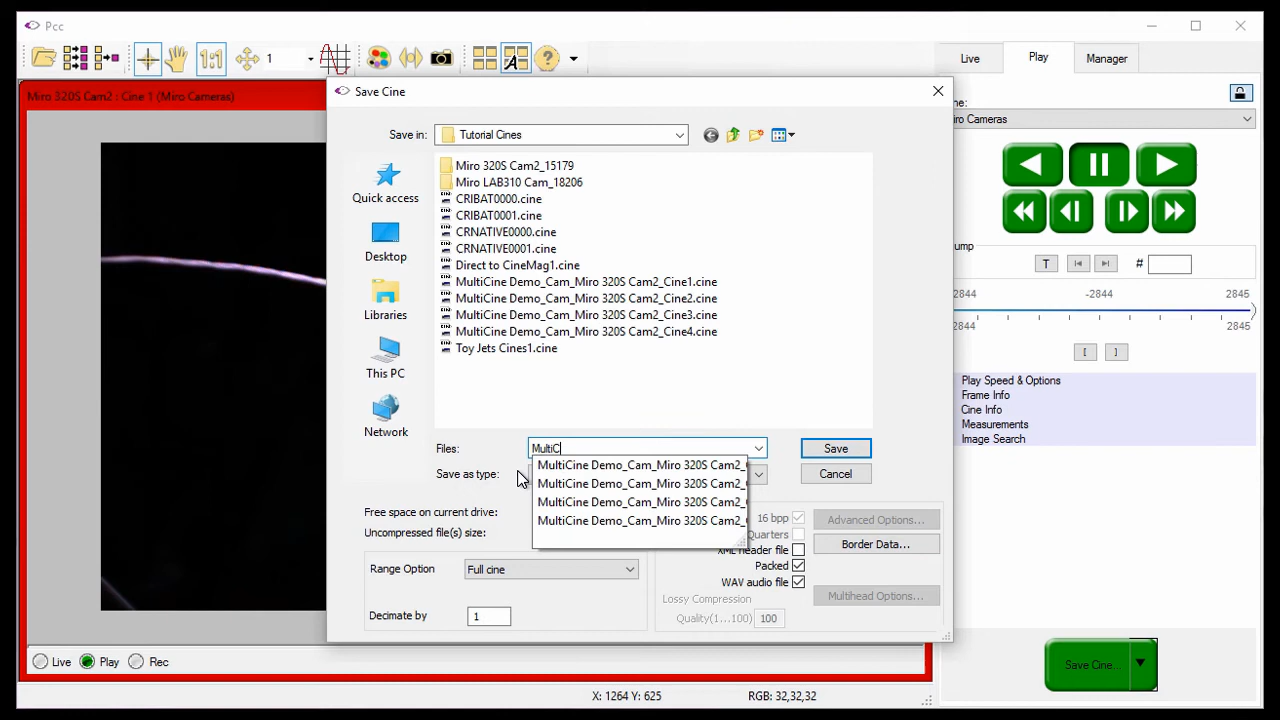 Pcc
1
Live
Play
Manager
Miro 320S Cam2 : Cine 1 (Miro Cameras)
Save Cine
Save in:
Tutorial Cines
Quick access
Desktop
Libraries
This PC
Network
Miro 320S Cam2_15179
Miro LAB310 Cam_18206
CRIBAT0000.cine
CRIBAT0001.cine
CRNATIVE0000.cine
CRNATIVE0001.cine
Direct to CineMag1.cine
MultiCine Demo_Cam_Miro 320S Cam2_Cine1.cine
MultiCine Demo_Cam_Miro 320S Cam2_Cine2.cine
MultiCine Demo_Cam_Miro 320S Cam2_Cine3.cine
MultiCine Demo_Cam_Miro 320S Cam2_Cine4.cine
Toy Jets Cines1.cine
Files:
MultiC
Save
Save as type:
Cancel
MultiCine Demo_Cam_Miro 320S Cam2_
MultiCine Demo_Cam_Miro 320S Cam2_
MultiCine Demo_Cam_Miro 320S Cam2_
MultiCine Demo_Cam_Miro 320S Cam2_
Free space on current drive:
Uncompressed file(s) size:
16 bpp
Quarters
XML header file
Packed
WAV audio file
Lossy Compression
Quality(1...100)
100
Advanced Options...
Border Data...
Multihead Options...
Range Option
Full cine
Decimate by
1
ne:
iro Cameras
ump
T
#
2844
-2844
2845
2844
2845
[
]
Play Speed & Options
Frame Info
Cine Info
Measurements
Image Search
Save Cine...
Live
Play
Rec
X: 1264 Y: 625
RGB: 32,32,32